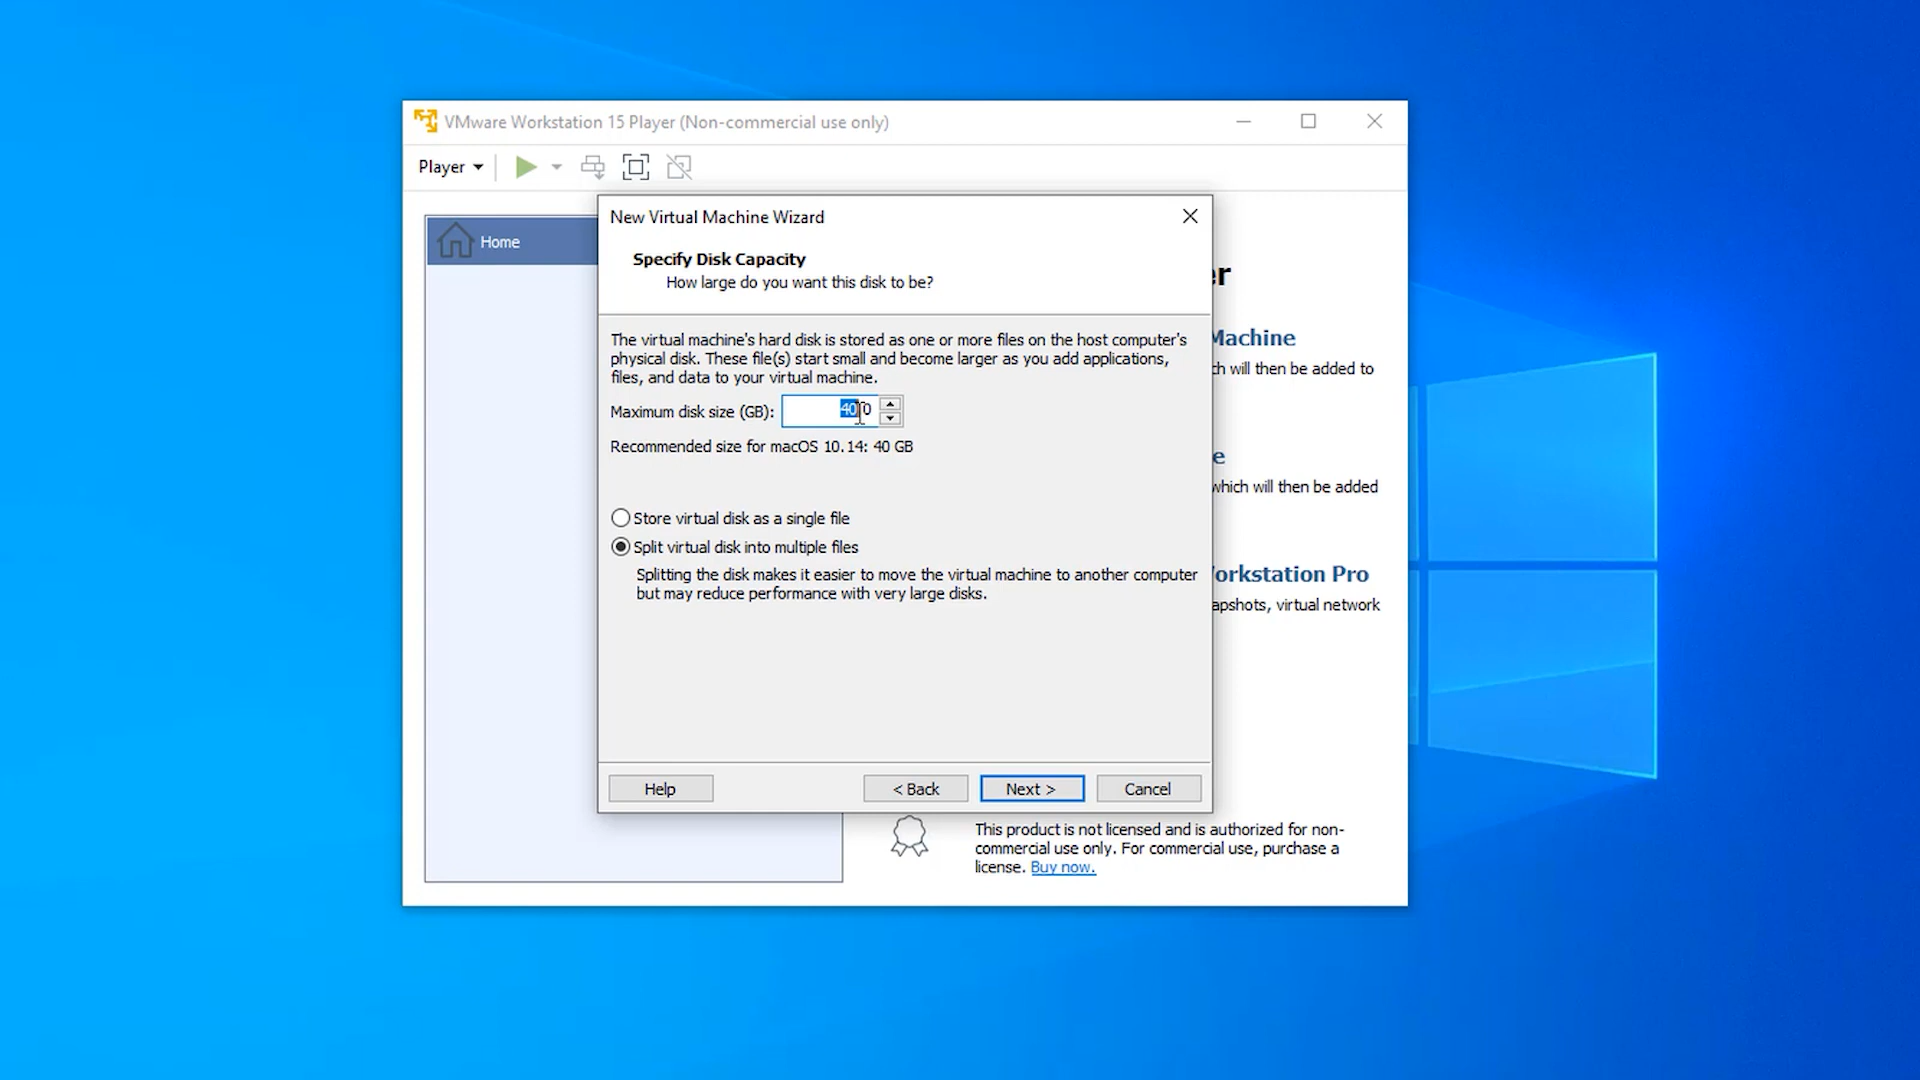 VMware Workstation 15 Player (Non-commercial use only)
Player
New Virtual Machine Wizard
Home
Specify Disk Capacity
How large do you want this disk to be?
er
The virtual machine's hard disk is stored as one or more files on the host computer's
physical disk. These file(s) start small and become larger as you add applications,
files, and data to your virtual machine.
Machine
ch will then be added to
Maximum disk size (GB):
Recommended size for macOS 10.14: 40 GB
e
which will then be added
Store virtual disk as a single file
Split virtual disk into multiple files
Splitting the disk makes it easier to move the virtual machine to another computer
but may reduce performance with very large disks.
orkstation Pro
apshots, virtual network
Help
< Back
Next >
Cancel
This product is not licensed and is authorized for non-
commercial use only. For commercial use, purchase a
license. Buy now.